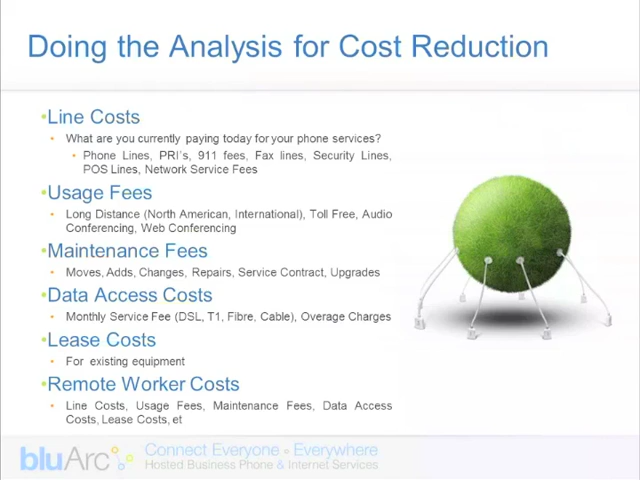 Doing the Analysis for Cost Reduction
•Line Costs
• What are you currently paying today for your phone services?
• Phone Lines, PRI's, 911 fees, Fax lines, Security Lines,
POS Lines, Network Service Fees
•Usage Fees
• Long Distance (North American, International), Toll Free, Audio
Conferencing, Web Conferencing
•Maintenance Fees
• Moves, Adds, Changes, Repairs, Service Contract, Upgrades
•Data Access Costs
• Monthly Service Fee (DSL, T1, Fibre, Cable), Overage Charges
•Lease Costs
• For existing equipment
•Remote Worker Costs
• Line Costs, Usage Fees, Maintenance Fees, Data Access
Costs, Lease Costs, et
bluArc
Connect Everyone • Everywhere
Hosted Business Phone & Internet Services